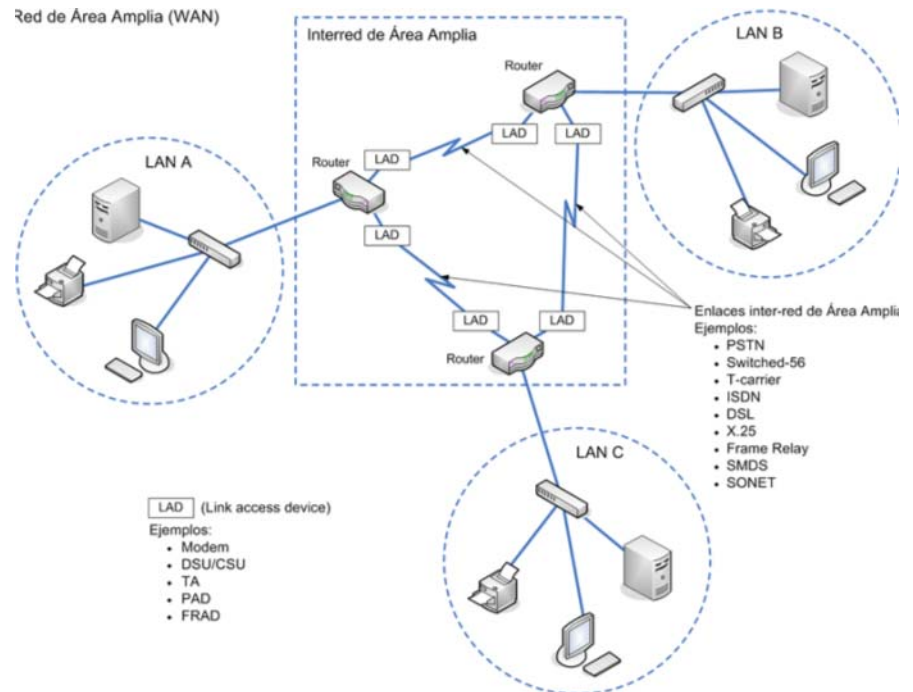 Red de Área Amplia (WAN)
Interred de Área Amplia
LAN B
Router
LAD
LAD
LAN A
LAD
Router
LAD
LAD
LAD
Router
Enlaces inter-red de Área Amplia
Ejemplos:
• PSTN
• Switched-56
• T-carrier
• ISDN
• DSL
• X.25
• Frame Relay
• SMDS
• SONET
LAN C
LAD (Link access device)
Ejemplos:
• Modem
• DSU/CSU
• TA
• PAD
• FRAD